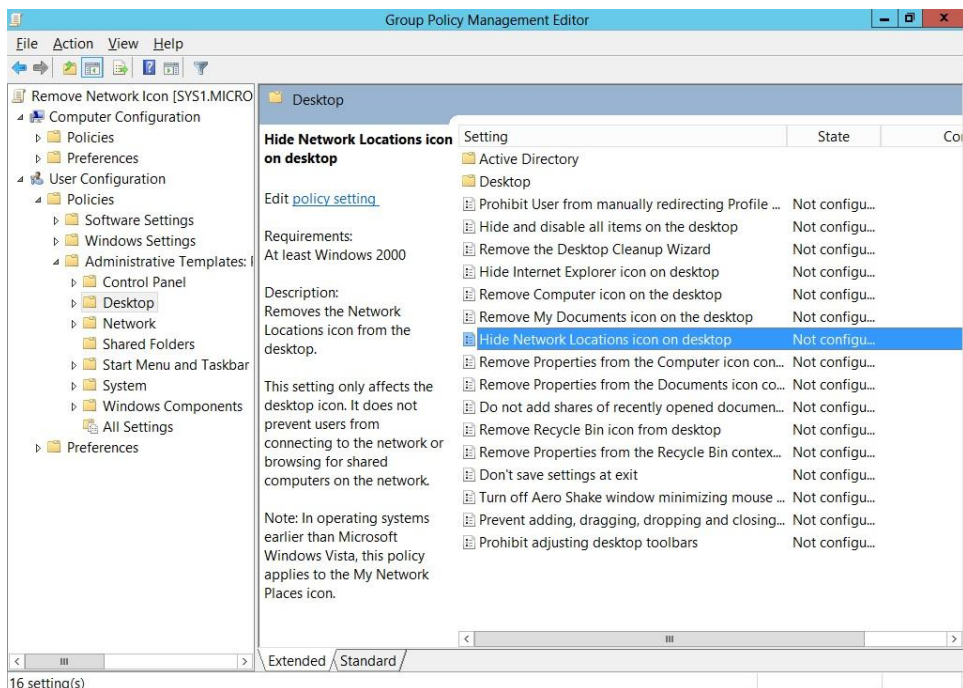 Group Policy Management Editor
File Action View Help
Remove Network Icon [SYS1.MICRO
Computer Configuration
Policies
Preferences
User Configuration
Policies
Software Settings
Windows Settings
Administrative Templates:
Control Panel
Desktop
Network
Shared Folders
Start Menu and Taskbar
System
Windows Components
All Settings
Preferences
Desktop
Hide Network Locations icon
on desktop
Edit policy setting
Requirements:
At least Windows 2000
Description:
Removes the Network
Locations icon from the
desktop.
This setting only affects the
desktop icon. It does not
prevent users from
connecting to the network or
browsing for shared
computers on the network.
Note: In operating systems
earlier than Microsoft
Windows Vista, this policy
applies to the My Network
Places icon.
Setting State Co
Active Directory
Desktop
Prohibit User from manually redirecting Profile ... Not configu...
Hide and disable all items on the desktop Not configu...
Remove the Desktop Cleanup Wizard Not configu...
Hide Internet Explorer icon on desktop Not configu...
Remove Computer icon on the desktop Not configu...
Remove My Documents icon on the desktop Not configu...
Hide Network Locations icon on desktop Not configu...
Remove Properties from the Computer icon con... Not configu...
Remove Properties from the Documents icon co... Not configu...
Do not add shares of recently opened documen... Not configu...
Remove Recycle Bin icon from desktop Not configu...
Remove Properties from the Recycle Bin contex... Not configu...
Don't save settings at exit Not configu...
Turn off Aero Shake window minimizing mouse ... Not configu...
Prevent adding, dragging, dropping and closing... Not configu...
Prohibit adjusting desktop toolbars Not configu...
Extended Standard
16 setting(s)